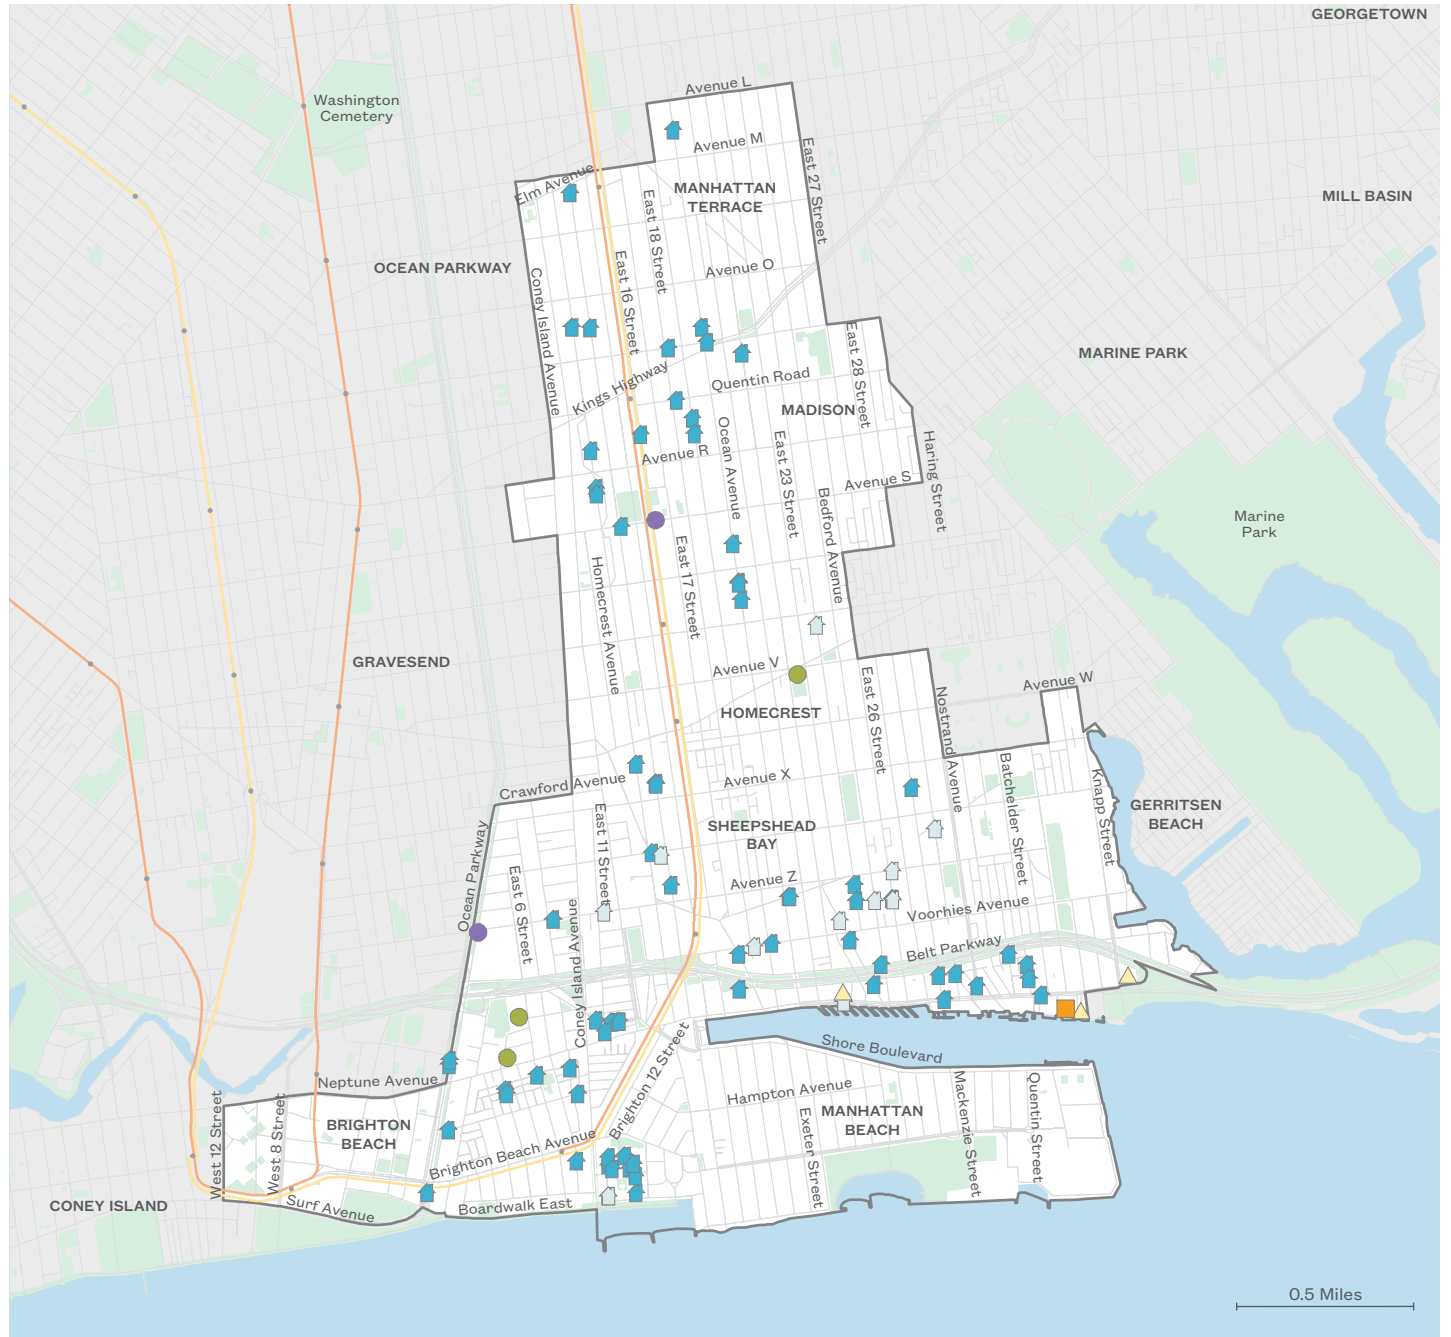 GEORGETOWN
Avenue L
Washington
Cemetery
Avenue M
East 27 Street
Elm Avenue
MANHATTAN
TERRACE
MILL BASIN
East 18 Street
OCEAN PARKWAY
Avenue O
Coney Island Avenue
East 16 Street
East 28 Street
MARINE PARK
Kings Highway
Quentin Road
MADISON
Ocean Avenue
East 23 Street
Haring Street
Avenue R
Avenue S
Bedford Avenue
Marine
Park
East 17 Street
Homecrest Avenue
GRAVESEND
Avenue V
East 26 Street
Avenue W
Nostrand Avenue
HOMECREST
Batchelder Street
Knapp Street
Crawford Avenue
Avenue X
East 11 Street
SHEEPSHEAD
BAY
GERRITSEN
BEACH
Ocean Parkway
East 6 Street
Avenue Z
Coney Island Avenue
Voorhies Avenue
Belt Parkway
Brighton 12 Street
Shore Boulevard
Neptune Avenue
Hampton Avenue
MANHATTAN
BEACH
Mackenzie Street
Quentin Street
West 12 Street
West 8 Street
BRIGHTON
BEACH
Exeter Street
Brighton Beach Avenue
CONEY ISLAND
Surf Avenue
Boardwalk East
0.5 Miles